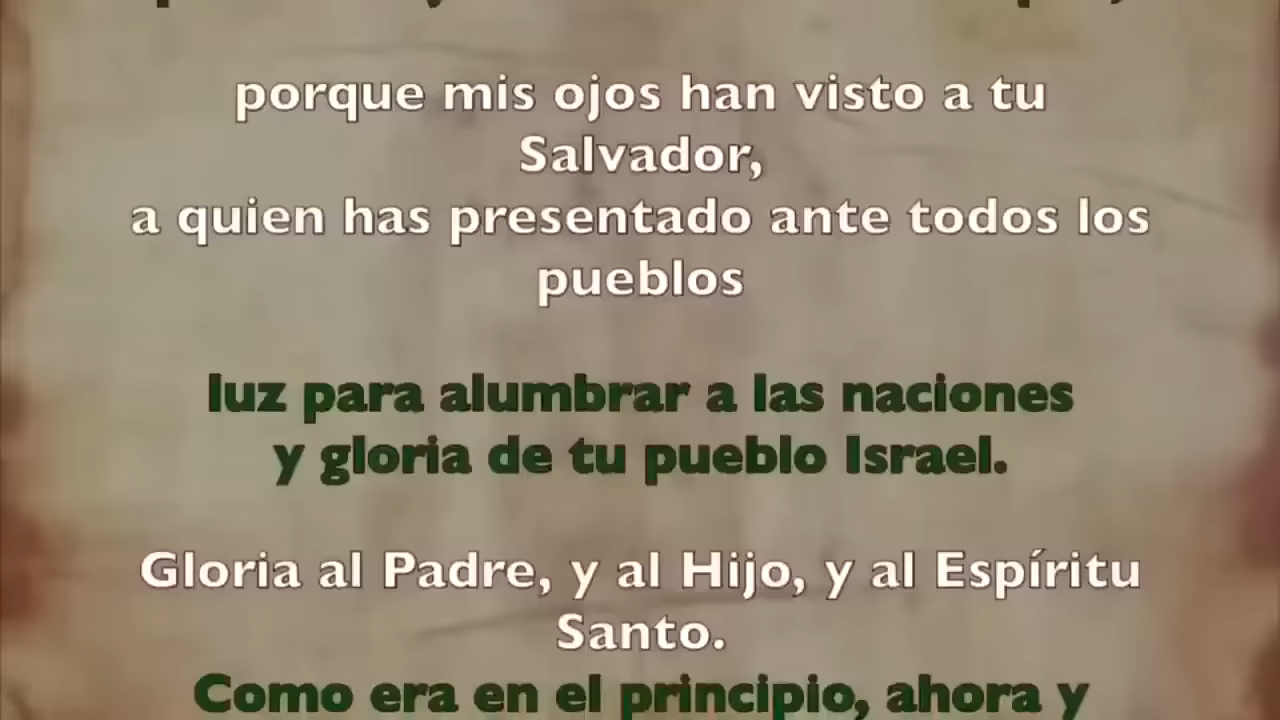 porque mis ojos han visto a tu
Salvador,
a quien has presentado ante todos los
pueblos
luz para alumbrar a las naciones
y gloria de tu pueblo Israel.
Gloria al Padre, y al Hijo, y al Espíritu
Santo.
Como era en el principio, ahora y